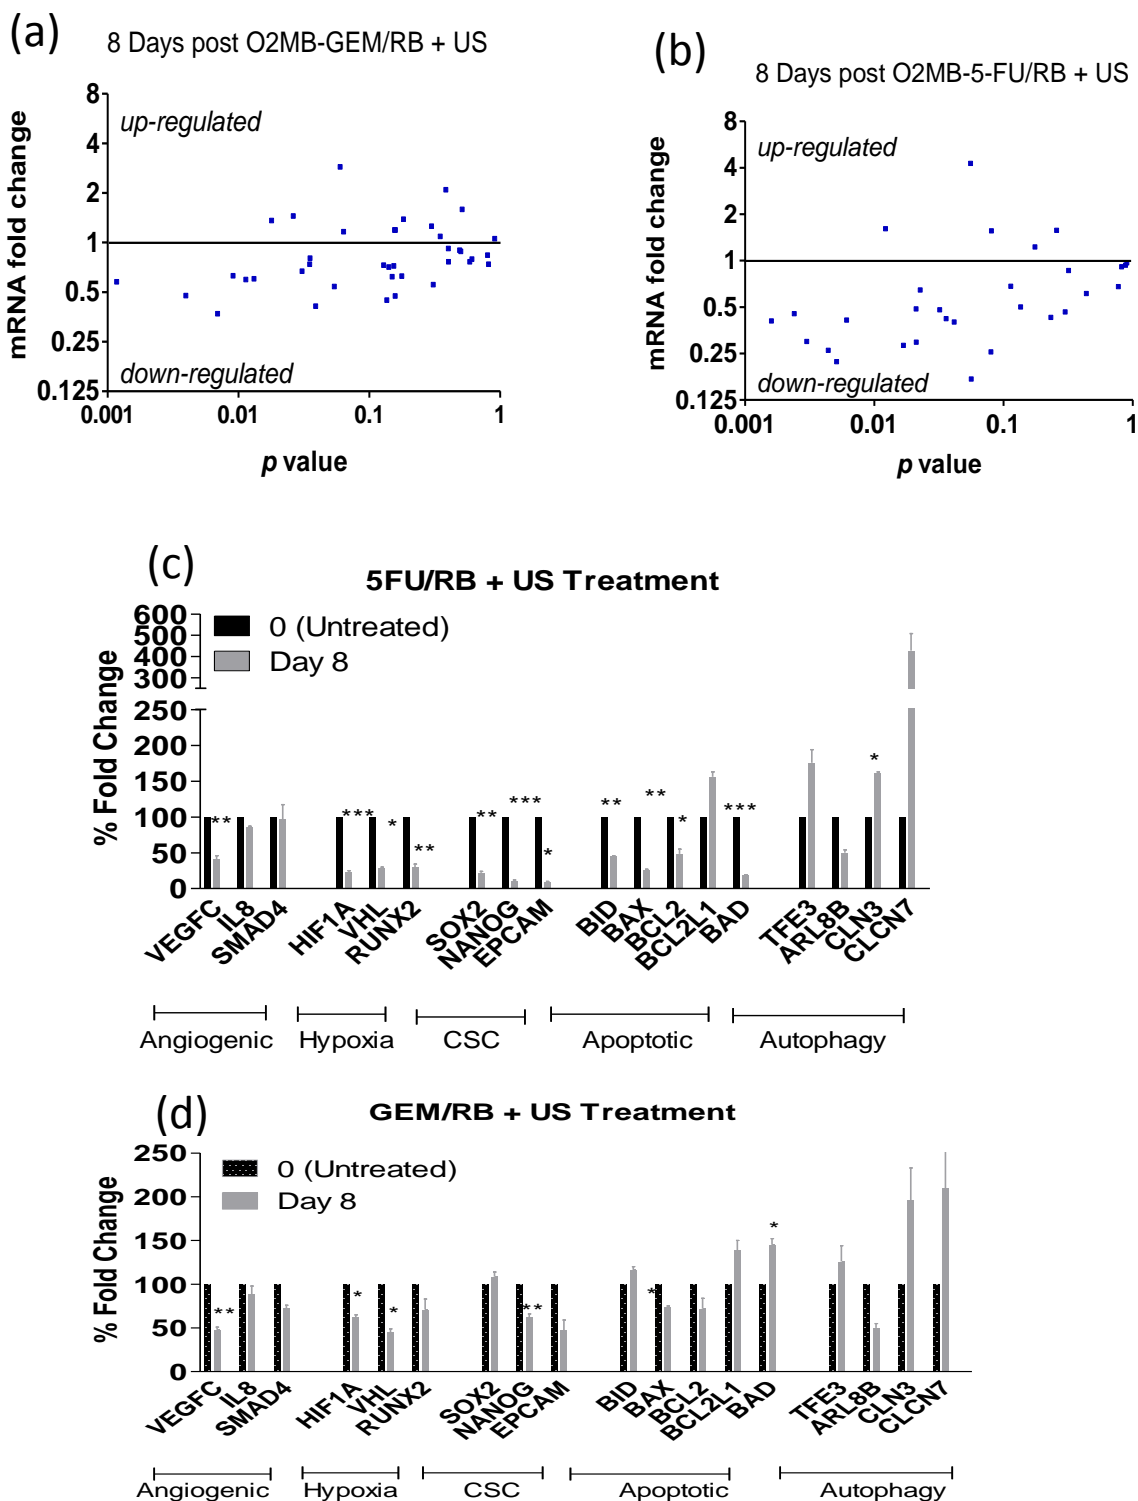 (a)
8 Days post O2MB-GEM/RB + US
mRNA fold change
8
4
2
1
0.5
0.25
0.125
up-regulated
down-regulated
0.001
0.01
0.1
1
p value
(b)
8 Days post O2MB-5-FU/RB + US
mRNA fold change
8
4
2
1
0.5
0.25
0.125
up-regulated
down-regulated
0.001
0.01
0.1
1
p value
(c)
5FU/RB + US Treatment
0 (Untreated)
Day 8
% Fold Change
600
500
400
300
250
200
150
100
50
0
**
***
*
**
**
***
*
**
**
*
***
*
VEGFC
IL8
SMAD4
HIF1A
VHL
RUNX2
SOX2
NANOG
EPCAM
BID
BAX
BCL2
BCL2L1
BAD
TFE3
ARL8B
CLN3
CLCN7
Angiogenic
Hypoxia
CSC
Apoptotic
Autophagy
(d)
GEM/RB + US Treatment
0 (Untreated)
Day 8
% Fold Change
250
200
150
100
50
0
**
*
*
**
*
*
VEGFC
IL8
SMAD4
HIF1A
VHL
RUNX2
SOX2
NANOG
EPCAM
BID
BAX
BCL2
BCL2L1
BAD
TFE3
ARL8B
CLN3
CLCN7
Angiogenic
Hypoxia
CSC
Apoptotic
Autophagy